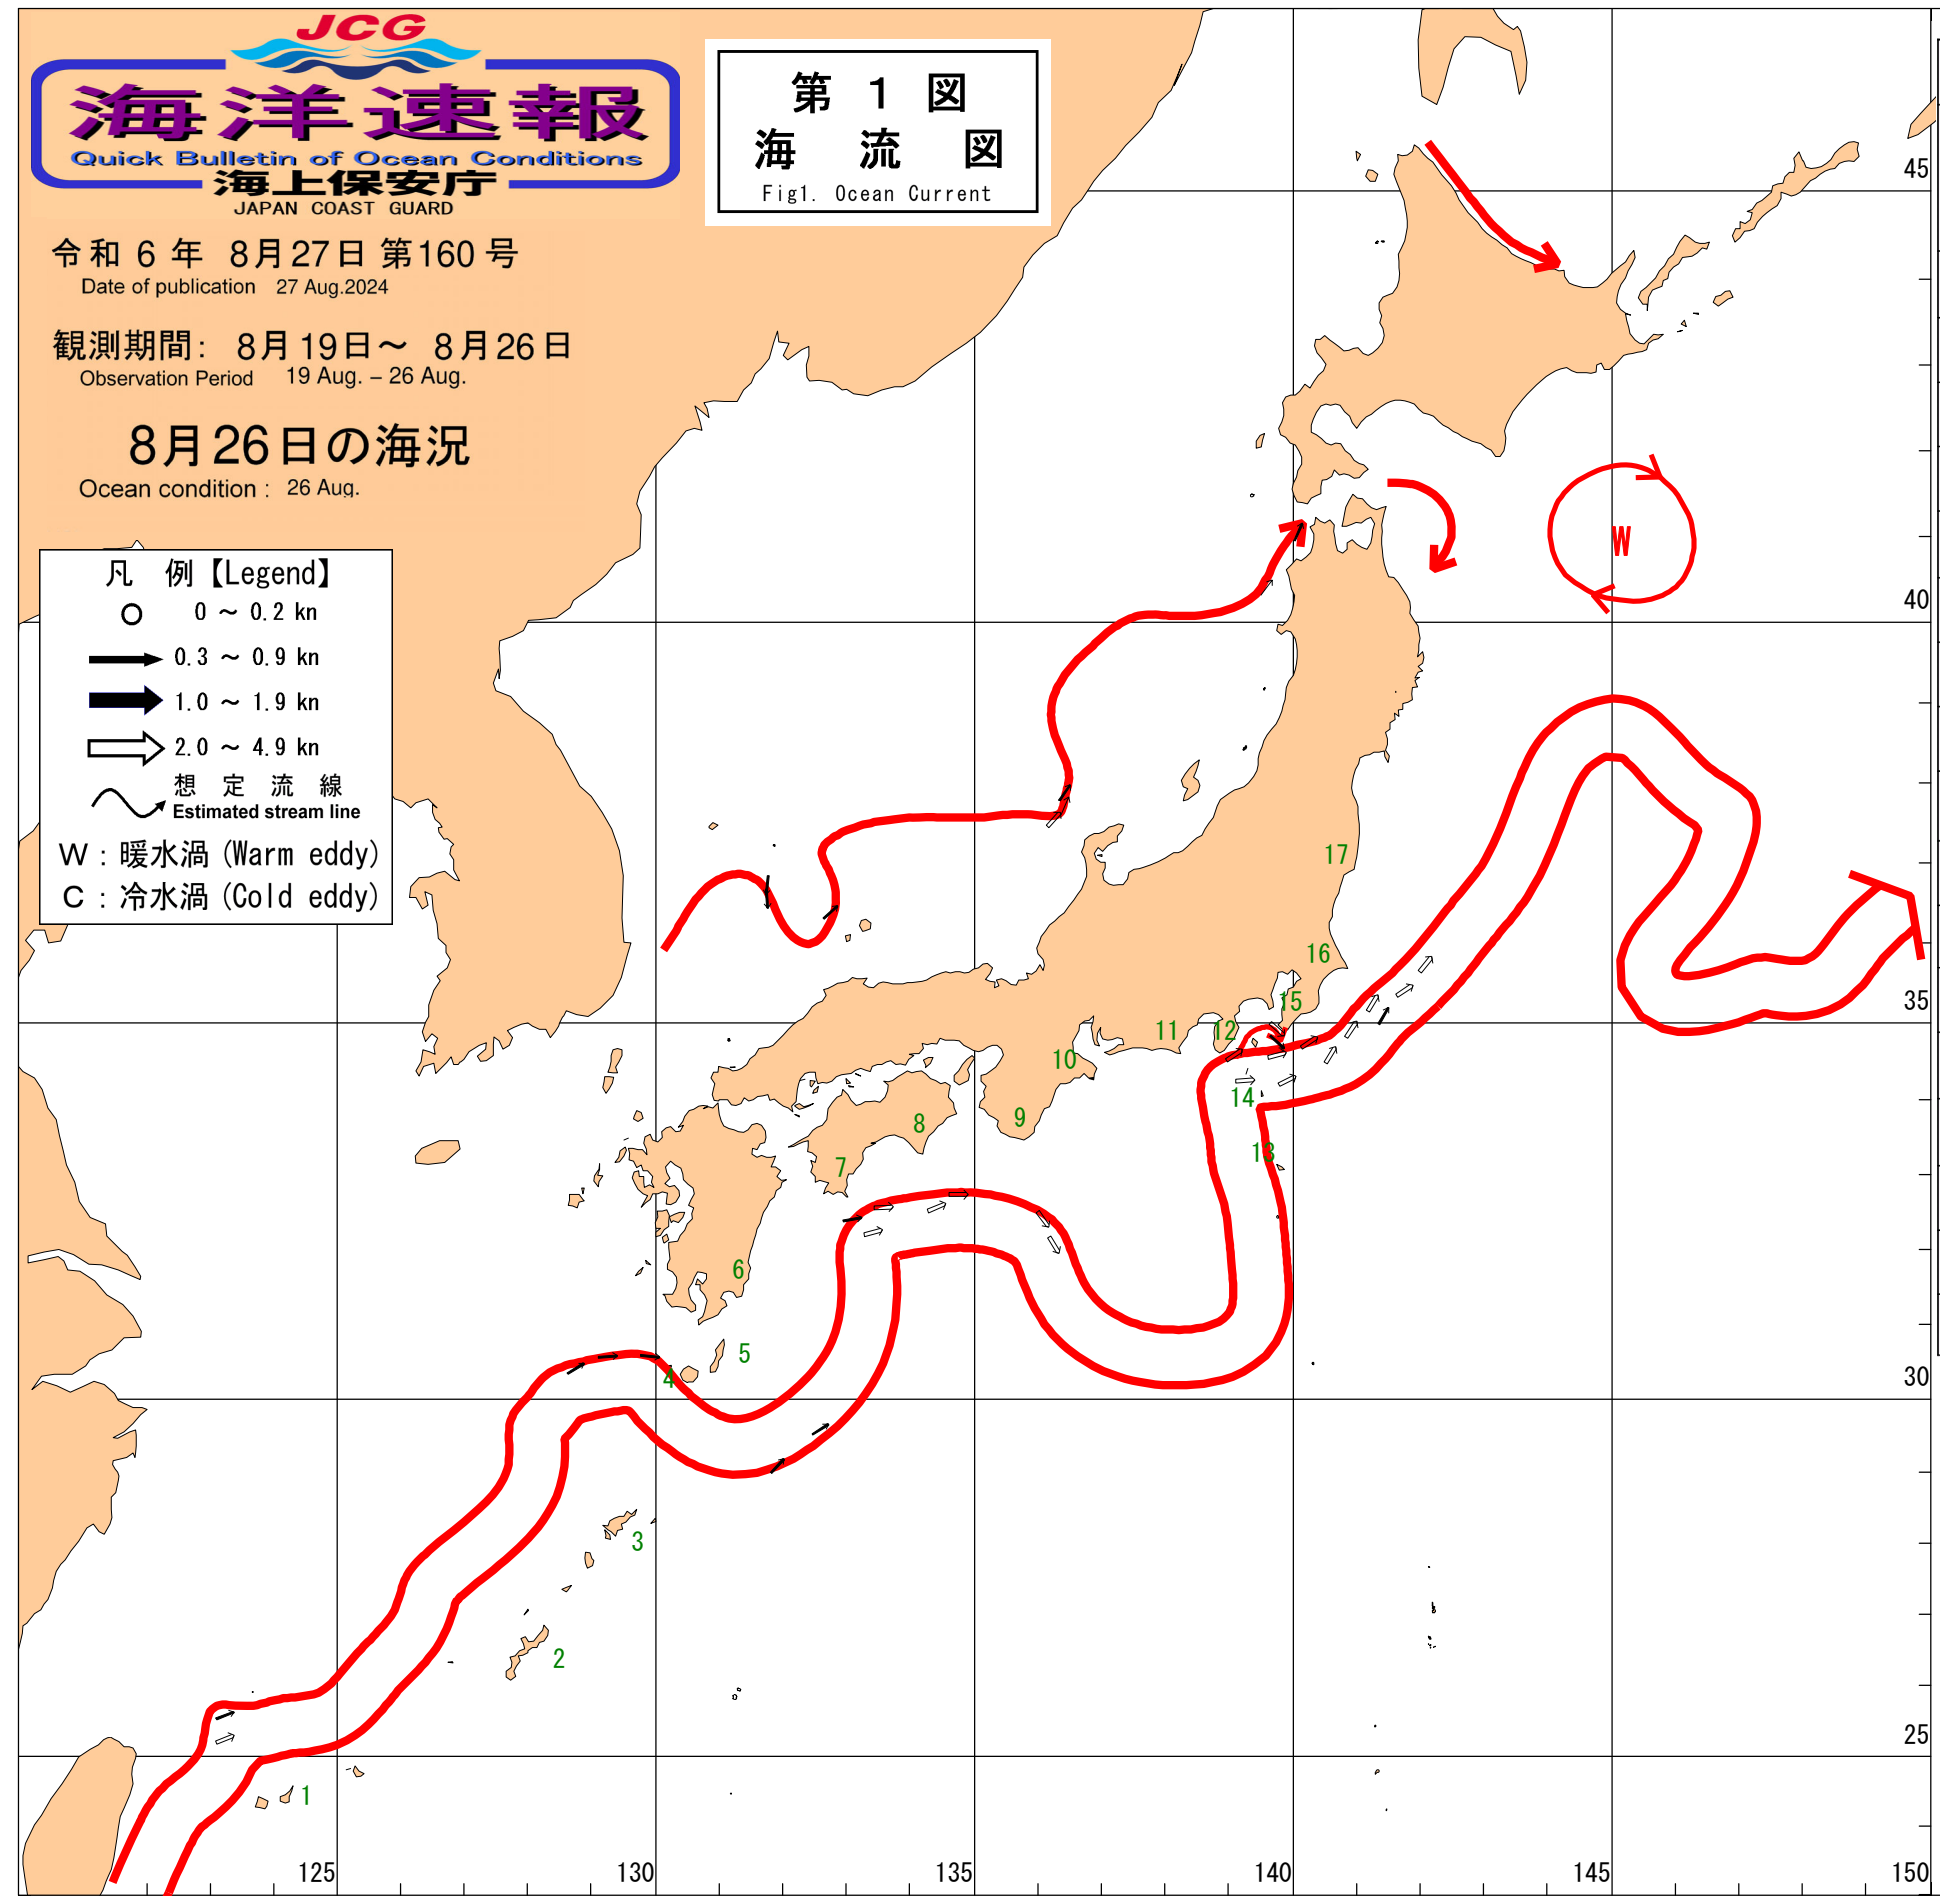 JCG
海洋速報
Quick Bulletin of Ocean Conditions
海上保安庁
JAPAN COAST GUARD
令和 6 年 8月27日 第160号
Date of publication 27 Aug.2024
観測期間: 8月19日～ 8月26日
Observation Period 19 Aug. – 26 Aug.
8月26日の海況
Ocean condition : 26 Aug.
第 1 図
海 流 図
Fig1. Ocean Current
凡 例【Legend】
0 ～ 0.2 kn
0.3 ～ 0.9 kn
1.0 ～ 1.9 kn
2.0 ～ 4.9 kn
想 定 流 線
Estimated stream line
W : 暖水渦 (Warm eddy)
C : 冷水渦 (Cold eddy)
45
W
40
17
16
35
15
12
11
10
14
9
8
13
7
6
5
4
30
3
2
25
1
125
130
135
140
145
150